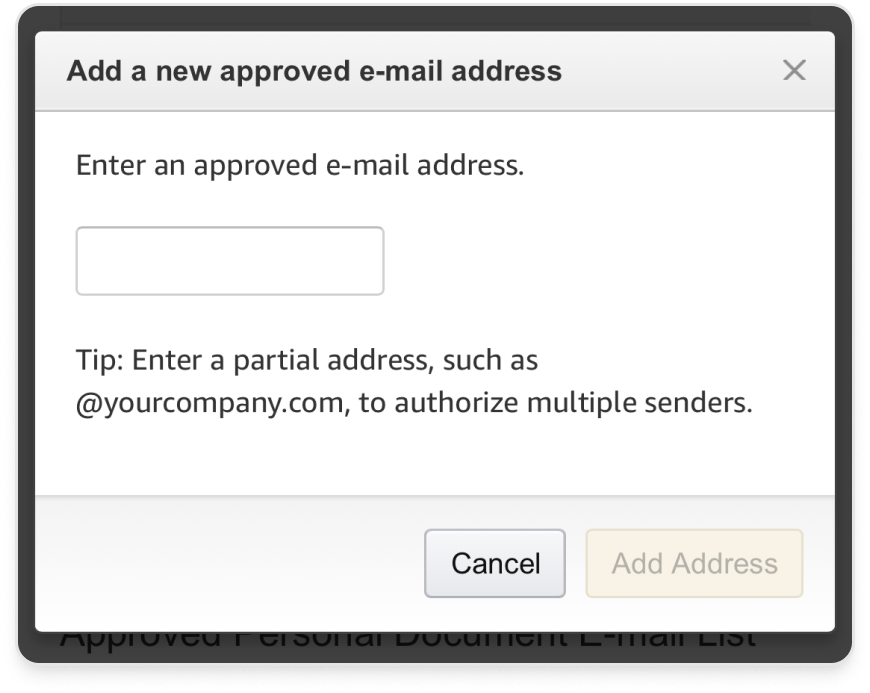 Add a new approved e-mail address
Enter an approved e-mail address.
Tip: Enter a partial address, such as
@yourcompany.com, to authorize multiple senders.
Cancel Add Address
Approved Personal Document E-mail List